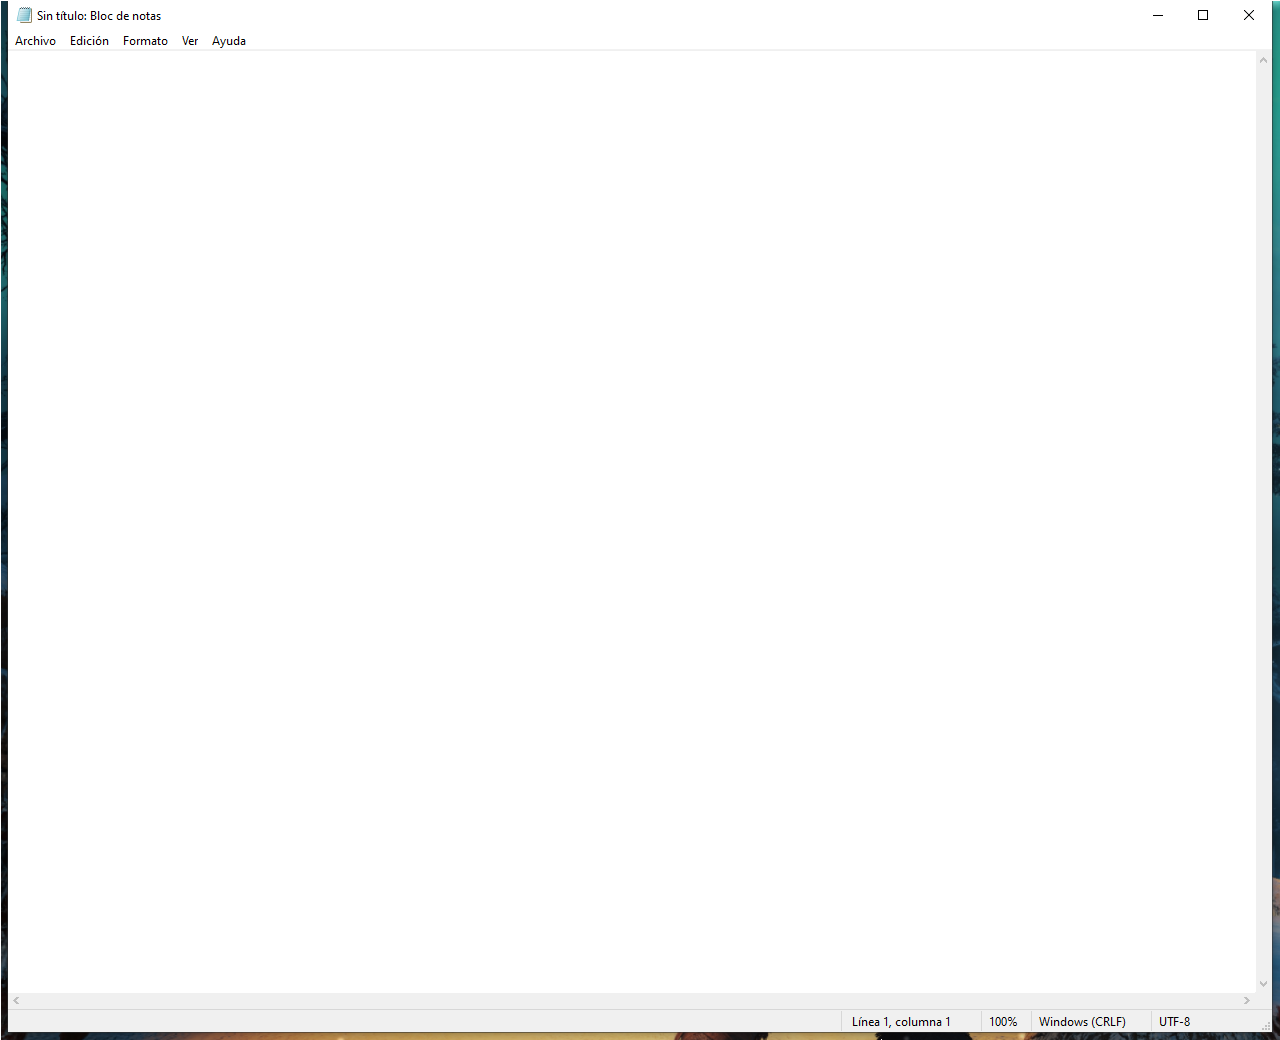 Sin título: Bloc de notas
Archivo Edición Formato Ver Ayuda
Línea 1, columna 1 100% Windows (CRLF) UTF-8